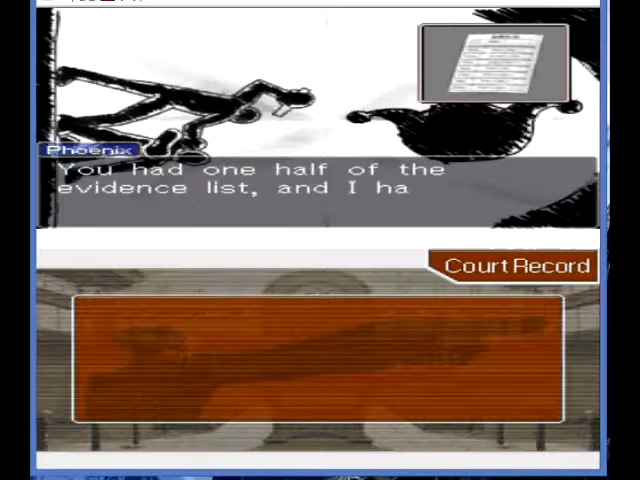 Phoenix
You had one half of the
evidence list, and I ha
Court Record